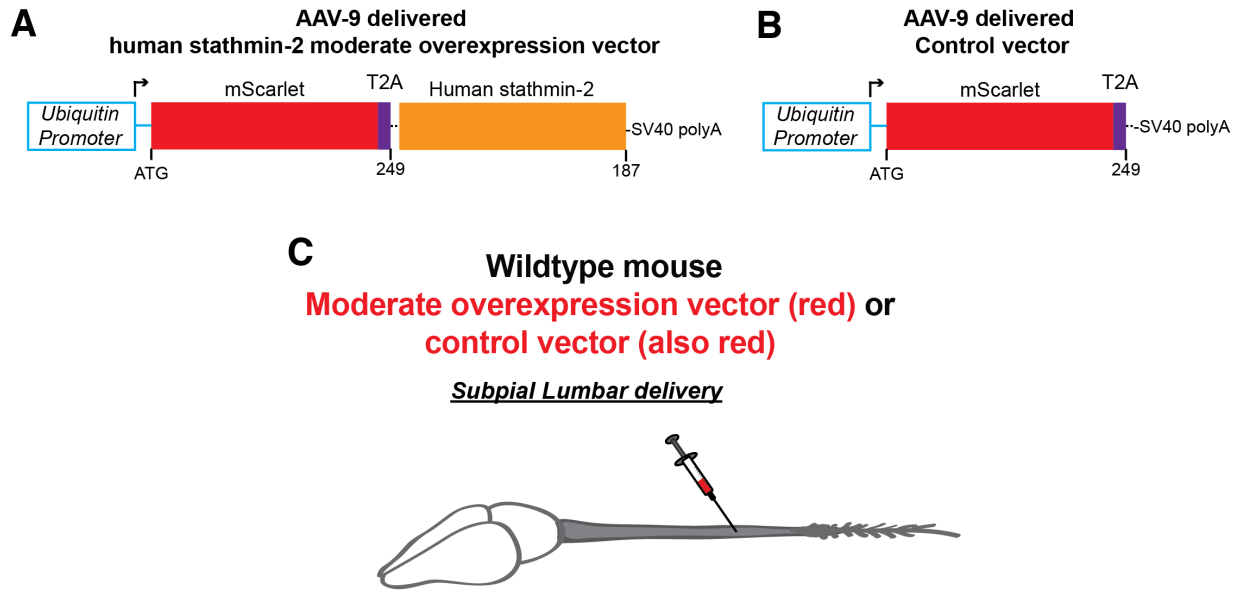 A
AAV-9 delivered
human stathmin-2 moderate overexpression vector
Ubiquitin
Promoter
mScarlet
T2A
Human stathmin-2
SV40 polyA
ATG
249
187
B
AAV-9 delivered
Control vector
Ubiquitin
Promoter
mScarlet
T2A
SV40 polyA
ATG
249
C
Wildtype mouse
Moderate overexpression vector (red) or
control vector (also red)
Subpial Lumbar delivery